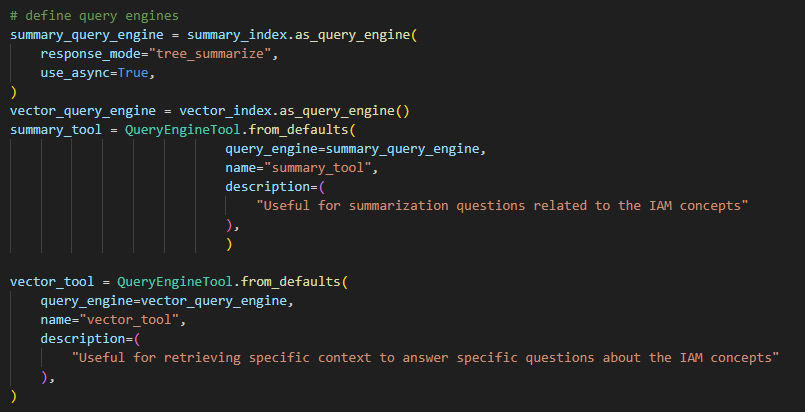 # define query engines
summary_query_engine = summary_index.as_query_engine(
    response_mode="tree_summarize",
    use_async=True,
)
vector_query_engine = vector_index.as_query_engine()
summary_tool = QueryEngineTool.from_defaults(
                            query_engine=summary_query_engine,
                            name="summary_tool",
                            description=(
                                "Useful for summarization questions related to the IAM concepts"
                            ),
                            )

vector_tool = QueryEngineTool.from_defaults(
    query_engine=vector_query_engine,
    name="vector_tool",
    description=(
        "Useful for retrieving specific context to answer specific questions about the IAM concepts"
    ),
)